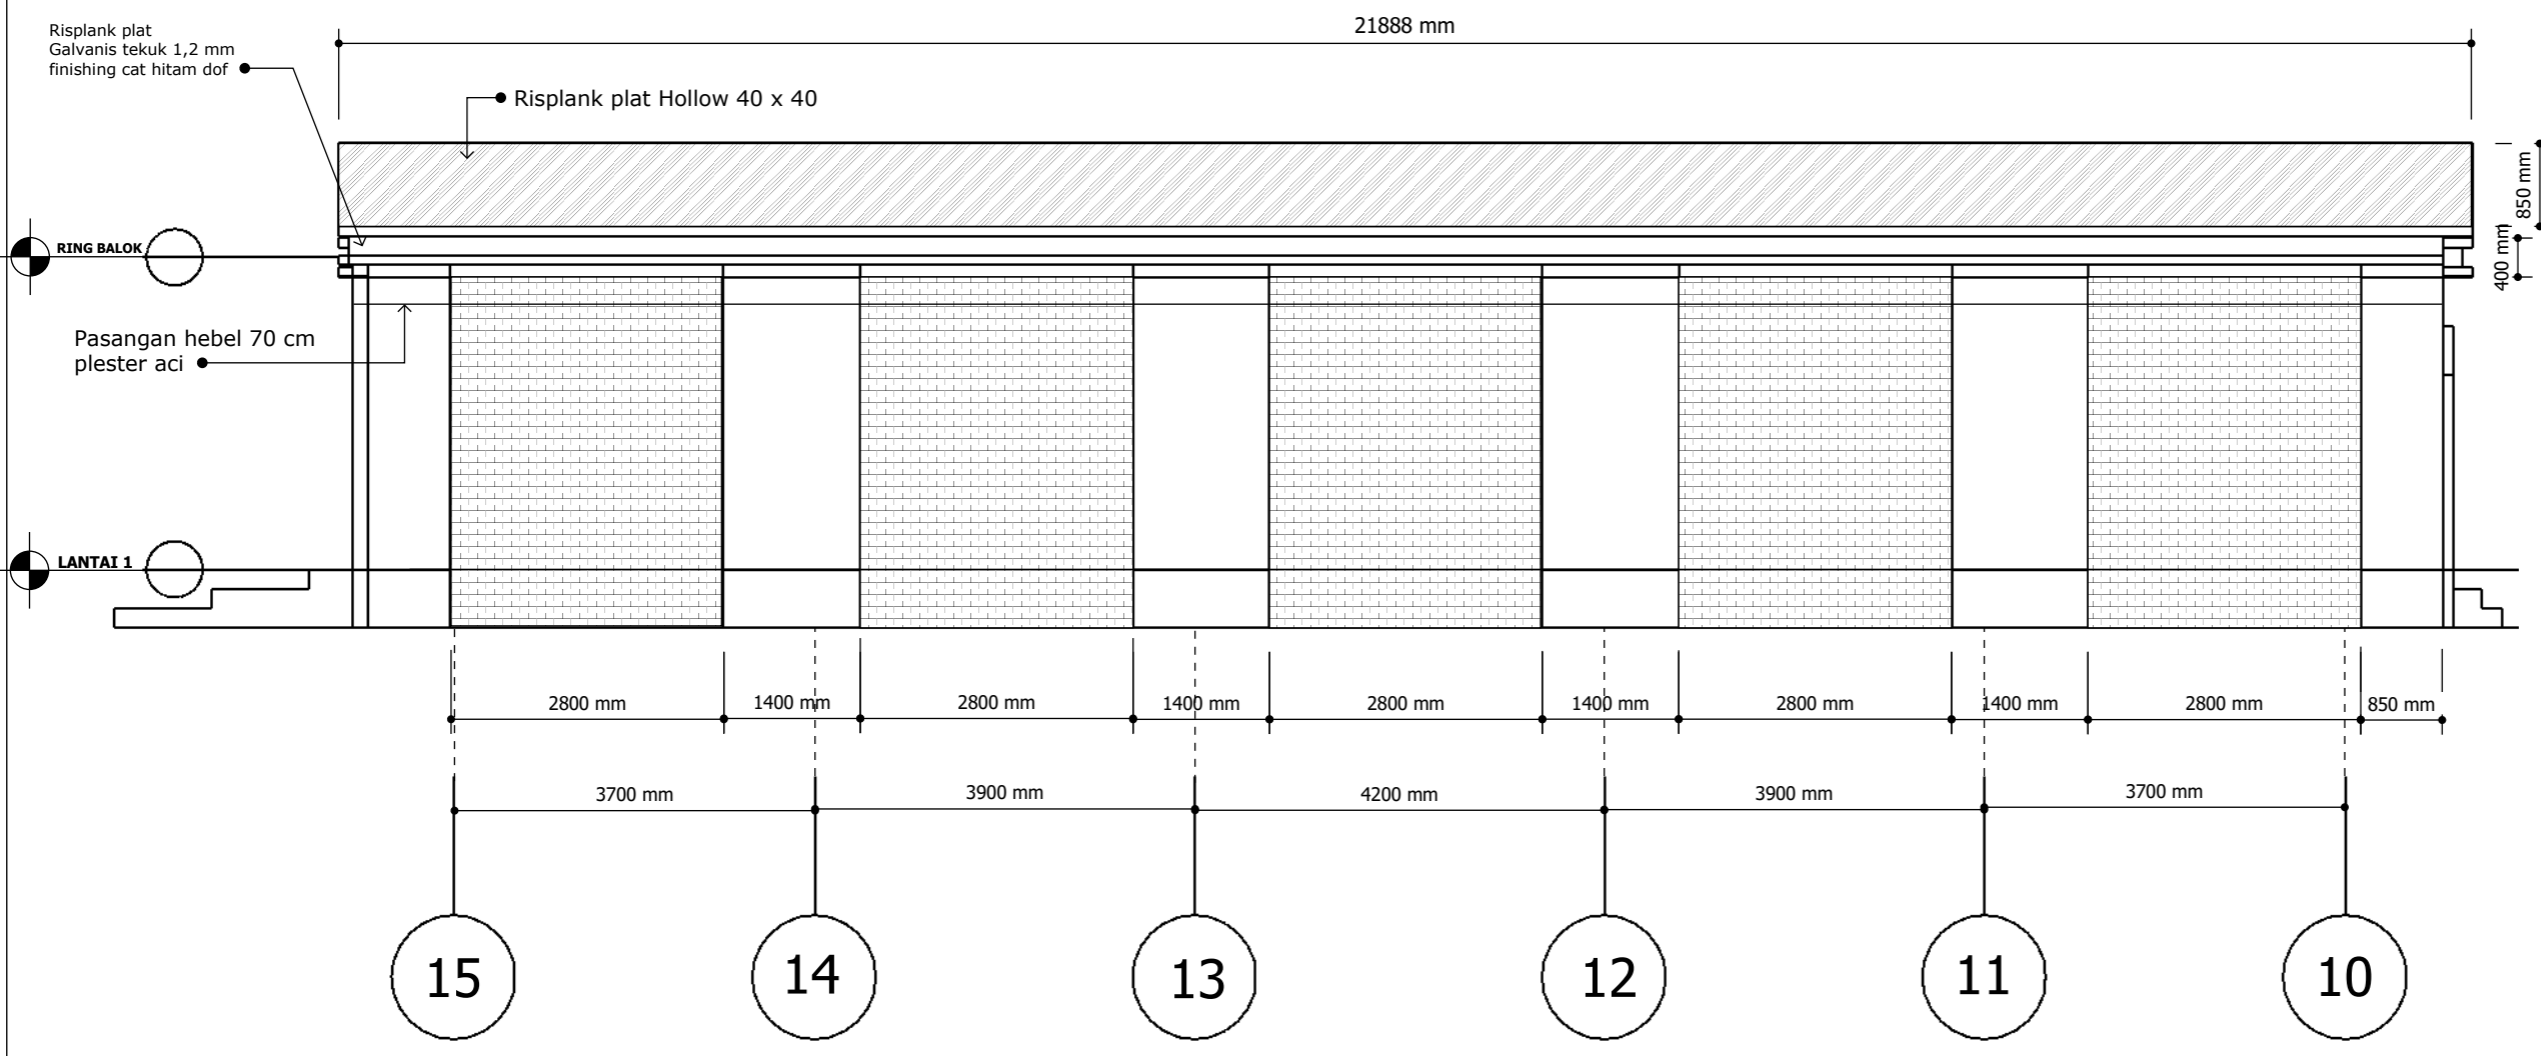 Risplank plat
Galvanis tekuk 1,2 mm
finishing cat hitam dof
21888 mm
Risplank plat Hollow 40 x 40
850 mm
400 mm
RING BALOK
Pasangan hebel 70 cm
plester aci
LANTAI 1
2800 mm 1400 mm 2800 mm 1400 mm 2800 mm 1400 mm 2800 mm 1400 mm 2800 mm 850 mm
3700 mm 3900 mm 4200 mm 3900 mm 3700 mm
15 14 13 12 11 10